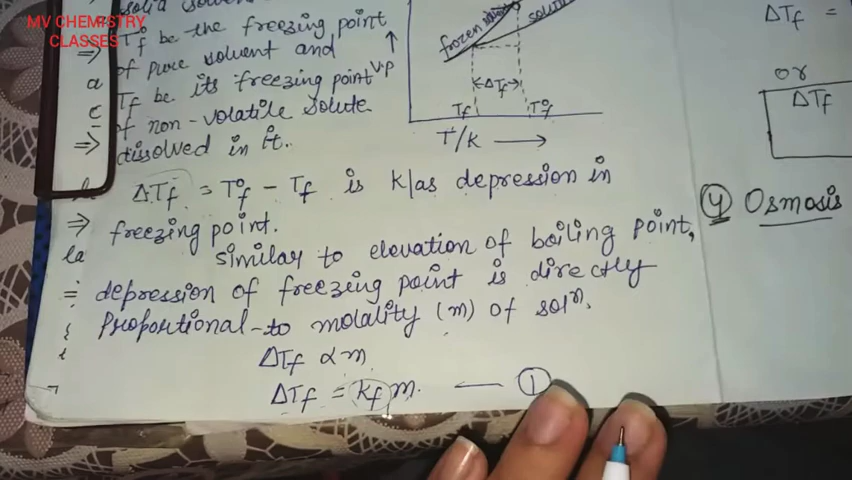 MV CHEMISTRY
CLASSES
solid solvent
⇒ T°f be the freezing point
of pure solvent and
Tf be its freezing point
of non-volatile solute
⇒ dissolved in it.
ΔTf = T°f - Tf is k/as depression in
⇒ freezing point.
similar to elevation of boiling point,
= depression of freezing point is directly
proportional to molality (m) of solⁿ.
ΔTf α m
ΔTf = kf m. ← ①
frozen
soluti
V.P
ΔTf
Tf T°f
T/K →
ΔTf =
or
ΔTf
④ Osmosis